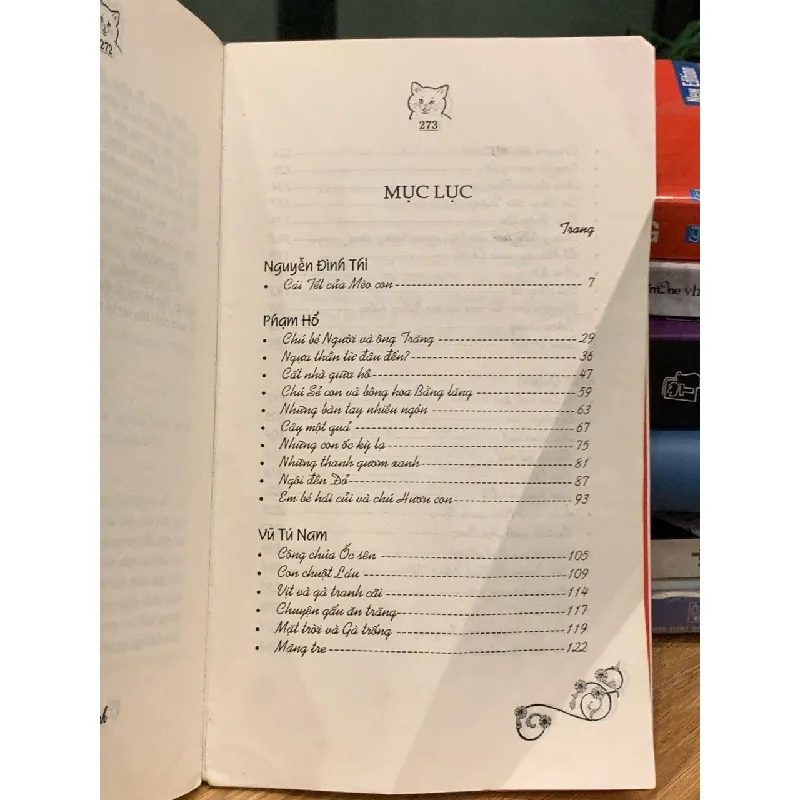 272
273
MỤC LỤC
Trang
Nguyễn Đình Thi
• Cái Tết của Mèo con 7
Phạm Hổ
• Chú bé Người và ông Trăng 29
• Ngựa thần từ đâu đến? 36
• Cất nhà giữa hồ 47
• Chú Sẻ con và bông hoa Bằng lăng 59
• Những bàn tay nhiều ngón 63
• Cây một quả 67
• Những con ốc kỳ lạ 75
• Những thanh gươm xanh 81
• Ngôi đền Đỏ 87
• Em bé hái củi và chú Hươu con 93
Vũ Tú Nam
• Công chúa Ốc sên 105
• Con chuột Láu 109
• Vịt và gà tranh cãi 114
• Chuyện gấu ăn trăng 117
• Mặt trời và Gà trống 119
• Măng tre 122
New Edition